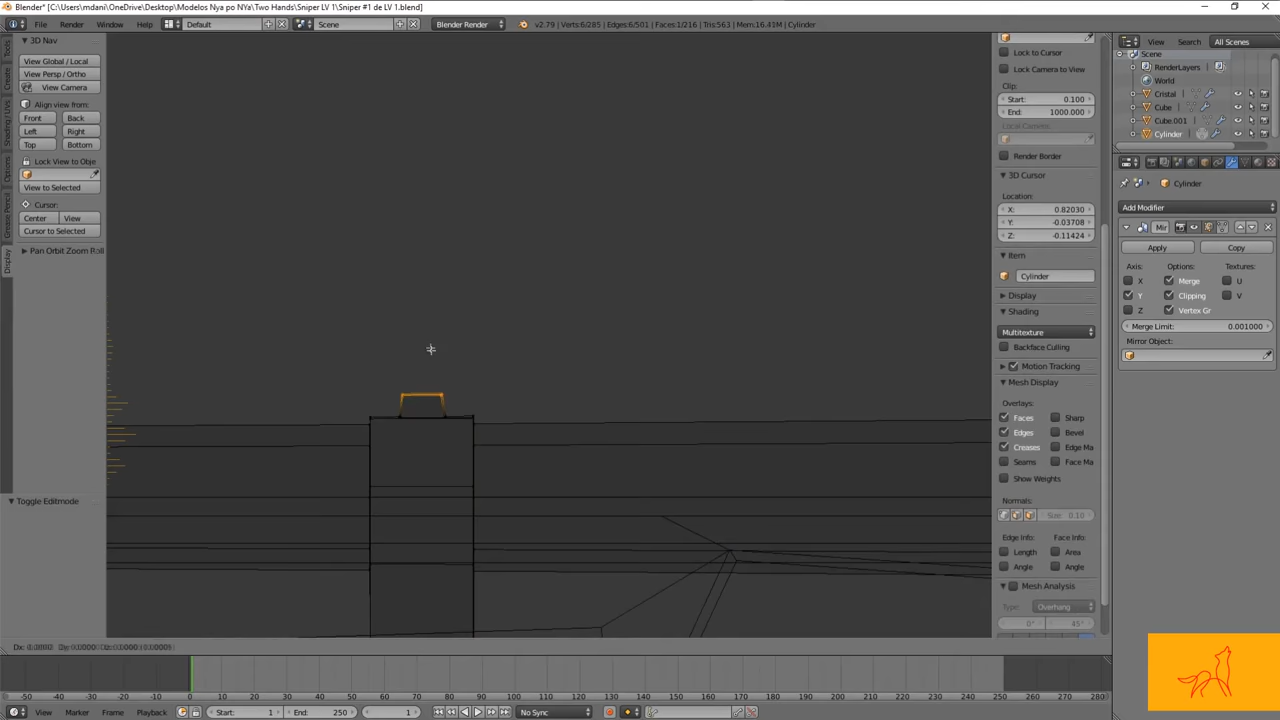 Blender* [C:\Users\mdani\OneDrive\Desktop\Modelos Nya po NYa\Two Hands\Sniper LV 1\Sniper #1 de LV 1.blend]
File Render Window Help Default Scene Blender Render v2.79 | Verts:6/285 | Edges:6/501 | Faces:1/216 | Tris:563 | Mem:16.41M | Cylinder
View Search All Scenes
Tools
Create
Shading / UVs
Options
Grease Pencil
Display
3D Nav
View Global / Local
View Persp / Ortho
View Camera
Align view from:
Front Back
Left Right
Top Bottom
Lock View to Obje
View to Selected
Cursor:
Center View
Cursor to Selected
Pan Orbit Zoom Roll
Toggle Editmode
Lock to Cursor
Lock Camera to View
Clip:
Start: 0.100
End: 1000.000
Local Camera:
Render Border
3D Cursor
Location:
X: 0.82030
Y: -0.03708
Z: -0.11424
Item
Cylinder
Display
Shading
Multitexture
Backface Culling
Motion Tracking
Mesh Display
Overlays:
Faces Sharp
Edges Bevel
Creases Edge Ma
Seams Face Ma
Show Weights
Normals:
Size: 0.10
Edge Info: Face Info:
Length Area
Angle Angle
Mesh Analysis
Type: Overhang
0° 45°
Scene
RenderLayers
World
Cristal
Cube
Cube.001
Cylinder
Cylinder
Add Modifier
Mir
Apply Copy
Axis: Options: Textures:
X Merge U
Y Clipping V
Z Vertex Gr
Merge Limit: 0.001000
Mirror Object:
-50 -40 -30 -20 -10 0 10 20 30 40 50 60 70 80 90 100 110 120 130 140 150 160 170 180 190 200 210 220 230 240 250 260 270 280
View Marker Frame Playback Start: 1 End: 250 1 No Sync